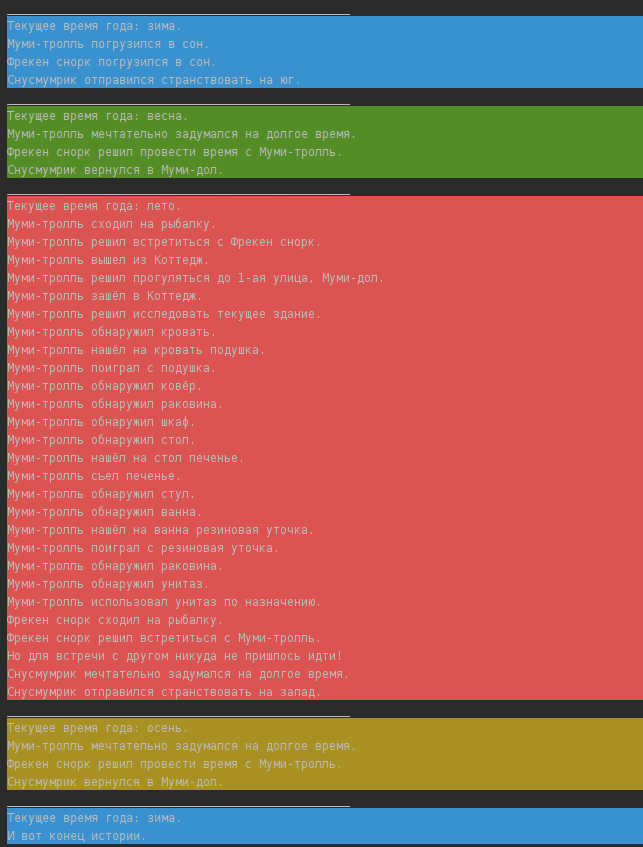 Текущее время года: зима.
Муми-тролль погрузился в сон.
Фрекен снорк погрузился в сон.
Снусмумрик отправился странствовать на юг.
Текущее время года: весна.
Муми-тролль мечтательно задумался на долгое время.
Фрекен снорк решил провести время с Муми-тролль.
Снусмумрик вернулся в Муми-дол.
Текущее время года: лето.
Муми-тролль сходил на рыбалку.
Муми-тролль решил встретиться с Фрекен снорк.
Муми-тролль вышел из Коттедж.
Муми-тролль решил прогуляться до 1-ая улица, Муми-дол.
Муми-тролль зашёл в Коттедж.
Муми-тролль решил исследовать текущее здание.
Муми-тролль обнаружил кровать.
Муми-тролль нашёл на кровать подушка.
Муми-тролль поиграл с подушка.
Муми-тролль обнаружил ковёр.
Муми-тролль обнаружил раковина.
Муми-тролль обнаружил шкаф.
Муми-тролль обнаружил стол.
Муми-тролль нашёл на стол печенье.
Муми-тролль съел печенье.
Муми-тролль обнаружил стул.
Муми-тролль обнаружил ванна.
Муми-тролль нашёл на ванна резиновая уточка.
Муми-тролль поиграл с резиновая уточка.
Муми-тролль обнаружил раковина.
Муми-тролль обнаружил унитаз.
Муми-тролль использовал унитаз по назначению.
Фрекен снорк сходил на рыбалку.
Фрекен снорк решил встретиться с Муми-тролль.
Но для встречи с другом никуда не пришлось идти!
Снусмумрик мечтательно задумался на долгое время.
Снусмумрик отправился странствовать на запад.
Текущее время года: осень.
Муми-тролль мечтательно задумался на долгое время.
Фрекен снорк решил провести время с Муми-тролль.
Снусмумрик вернулся в Муми-дол.
Текущее время года: зима.
И вот конец истории.